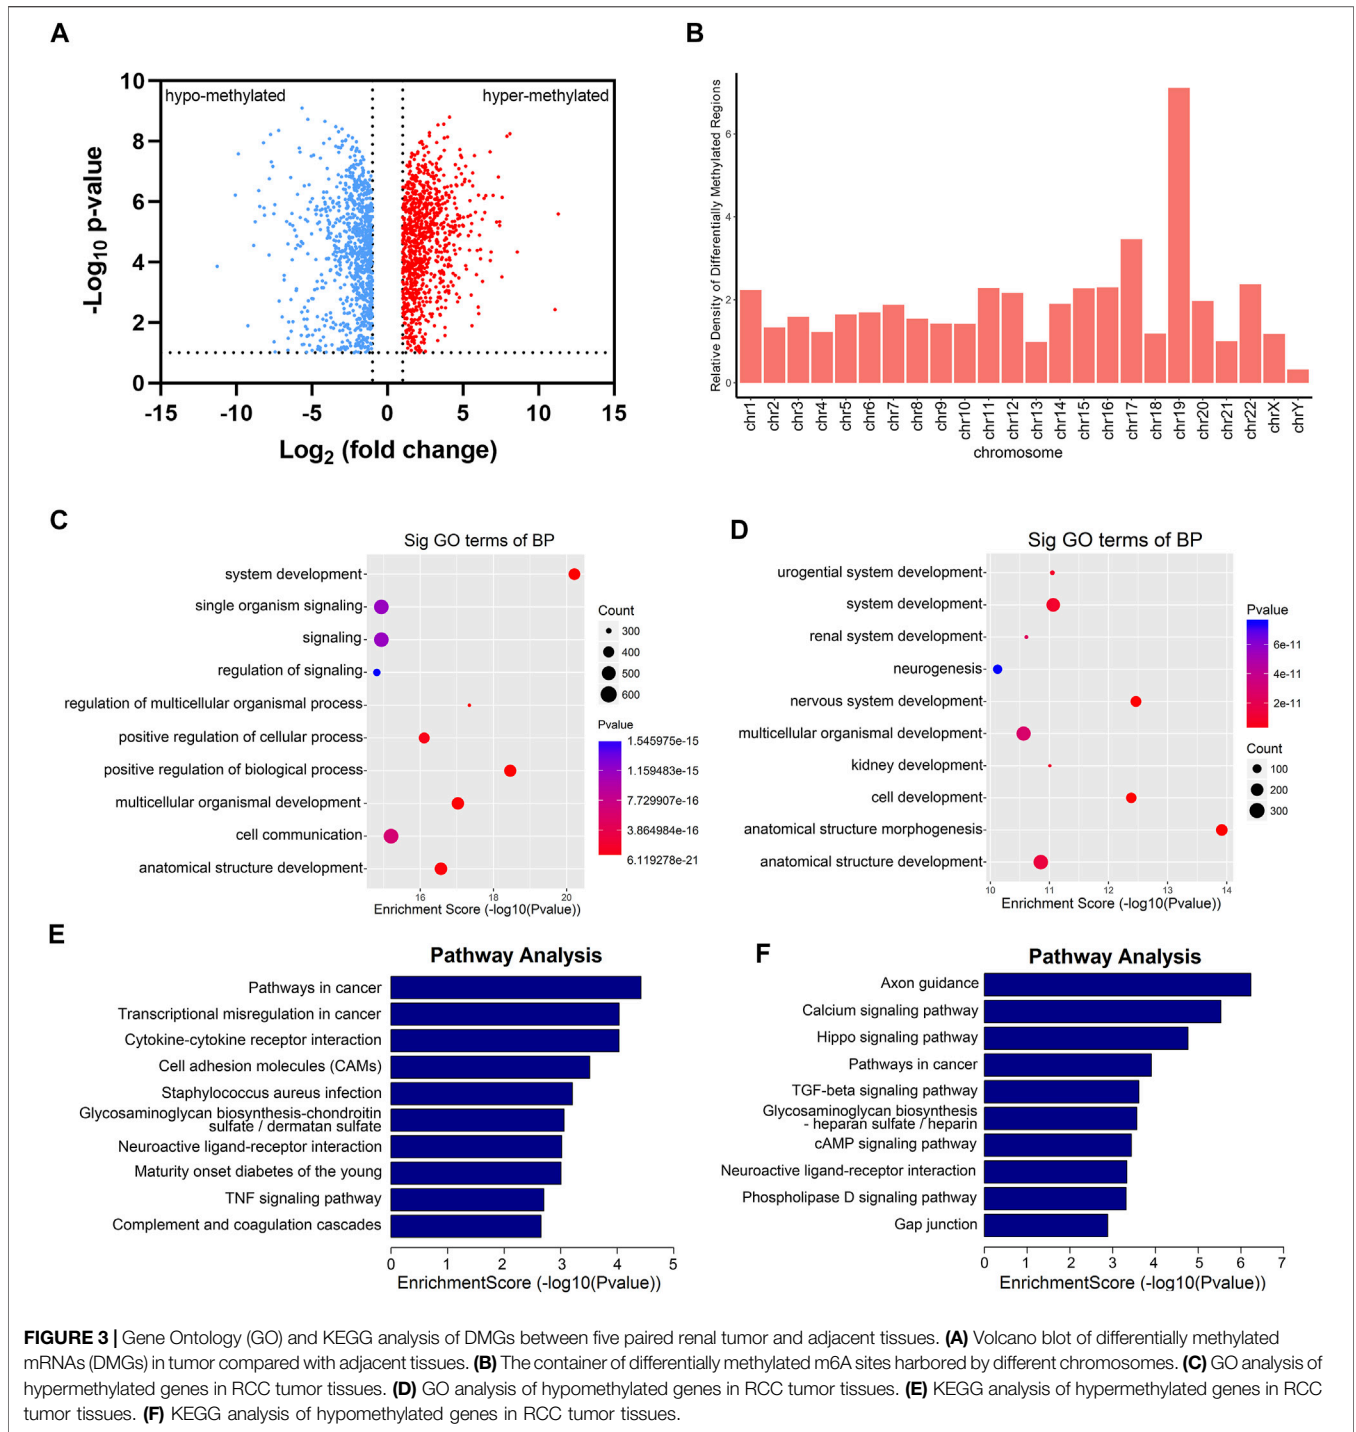 A
hypo-methylated
hyper-methylated
10
8
6
4
2
0
-Log10 p-value
-15
-10
-5
0
5
10
15
Log2 (fold change)
B
Relative Density of Differentially Methylated Regions
6
4
2
0
chr1
chr2
chr3
chr4
chr5
chr6
chr7
chr8
chr9
chr10
chr11
chr12
chr13
chr14
chr15
chr16
chr17
chr18
chr19
chr20
chr21
chr22
chrX
chrY
chromosome
C
Sig GO terms of BP
system development
single organism signaling
signaling
regulation of signaling
regulation of multicellular organismal process
positive regulation of cellular process
positive regulation of biological process
multicellular organismal development
cell communication
anatomical structure development
16
18
20
Enrichment Score (-log10(Pvalue))
Count
300
400
500
600
Pvalue
1.545975e-15
1.159483e-15
7.729907e-16
3.864984e-16
6.119278e-21
D
Sig GO terms of BP
urogential system development
system development
renal system development
neurogenesis
nervous system development
multicellular organismal development
kidney development
cell development
anatomical structure morphogenesis
anatomical structure development
10
11
12
13
14
Enrichment Score (-log10(Pvalue))
Pvalue
6e-11
4e-11
2e-11
Count
100
200
300
E
Pathway Analysis
Pathways in cancer
Transcriptional misregulation in cancer
Cytokine-cytokine receptor interaction
Cell adhesion molecules (CAMs)
Staphylococcus aureus infection
Glycosaminoglycan biosynthesis-chondroitin
sulfate / dermatan sulfate
Neuroactive ligand-receptor interaction
Maturity onset diabetes of the young
TNF signaling pathway
Complement and coagulation cascades
0
1
2
3
4
5
EnrichmentScore (-log10(Pvalue))
F
Pathway Analysis
Axon guidance
Calcium signaling pathway
Hippo signaling pathway
Pathways in cancer
TGF-beta signaling pathway
Glycosaminoglycan biosynthesis
- heparan sulfate / heparin
cAMP signaling pathway
Neuroactive ligand-receptor interaction
Phospholipase D signaling pathway
Gap junction
0
1
2
3
4
5
6
7
EnrichmentScore (-log10(Pvalue))
FIGURE 3 | Gene Ontology (GO) and KEGG analysis of DMGs between five paired renal tumor and adjacent tissues. (A) Volcano blot of differentially methylated
mRNAs (DMGs) in tumor compared with adjacent tissues. (B) The container of differentially methylated m6A sites harbored by different chromosomes. (C) GO analysis of
hypermethylated genes in RCC tumor tissues. (D) GO analysis of hypomethylated genes in RCC tumor tissues. (E) KEGG analysis of hypermethylated genes in RCC
tumor tissues. (F) KEGG analysis of hypomethylated genes in RCC tumor tissues.